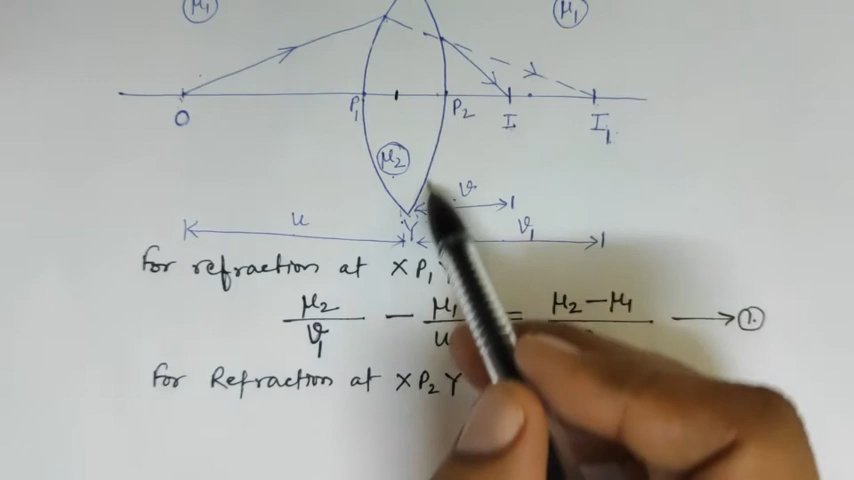 μ₁ μ₁
O P₁ P₂ I I₁
μ₂
v
u Y v₁
For refraction at XP₁Y
μ₂/v₁ − μ₁/u = μ₂−μ₁ → ①
For Refraction at XP₂Y